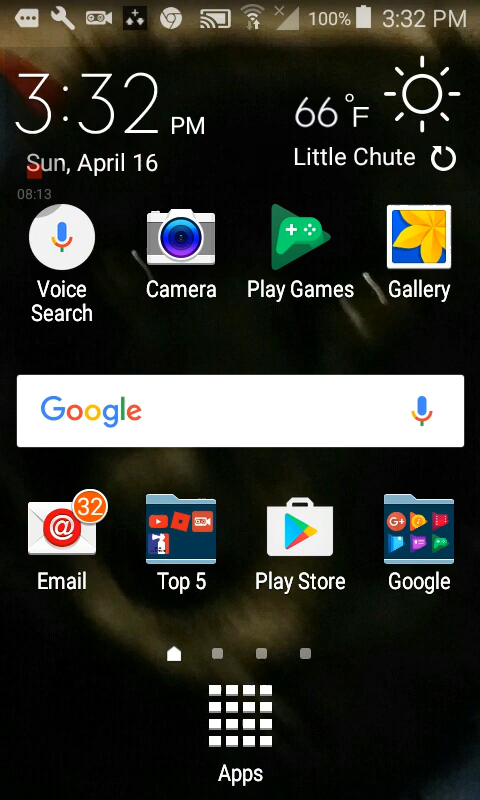 100% 3:32 PM
3:32 PM
66°F
Sun, April 16
Little Chute
08:13
Voice Search
Camera
Play Games
Gallery
Google
32
@
Email
Top 5
Play Store
G+
Google
Apps